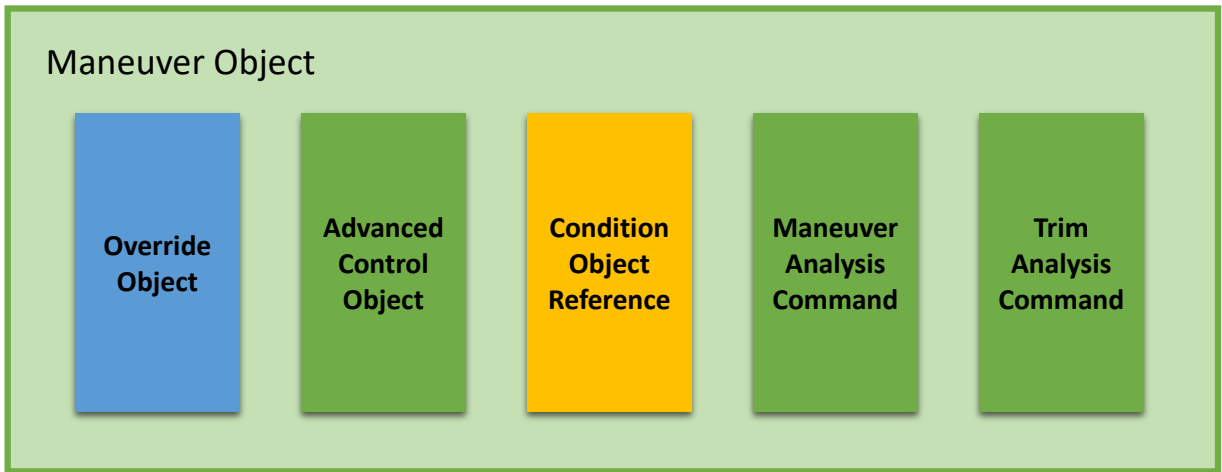 Maneuver Object
Override
Object
Advanced
Control
Object
Condition
Object
Reference
Maneuver
Analysis
Command
Trim
Analysis
Command